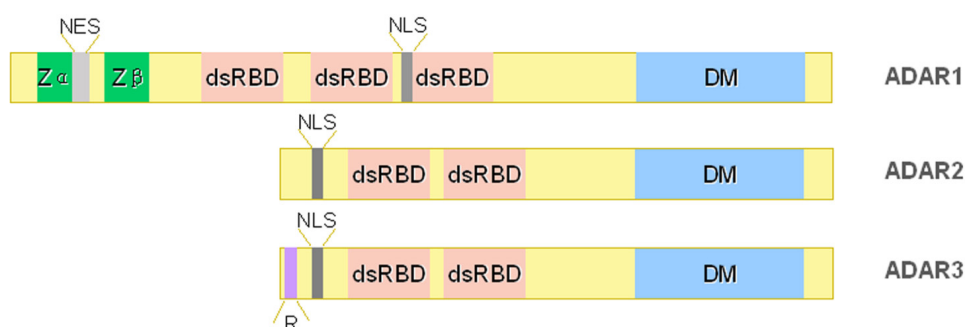 NES NLS
Zα Zβ dsRBD dsRBD dsRBD DM ADAR1
NLS
dsRBD dsRBD DM ADAR2
NLS
dsRBD dsRBD DM ADAR3
R